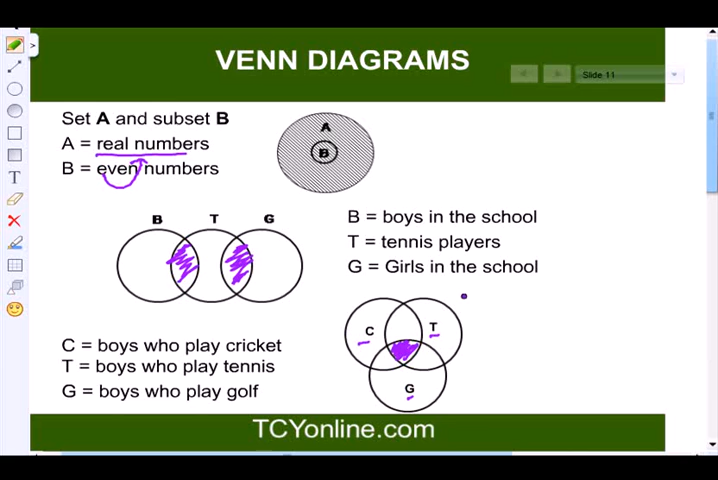 VENN DIAGRAMS
Slide 11
Set A and subset B
A = real numbers
B = even numbers
A
B
B T G
B = boys in the school
T = tennis players
G = Girls in the school
C T
G
C = boys who play cricket
T = boys who play tennis
G = boys who play golf
TCYonline.com
T